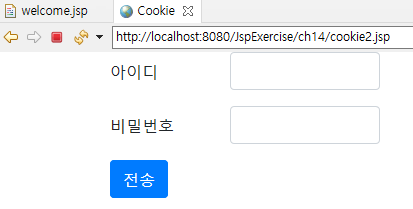 welcome.jsp Cookie
http://localhost:8080/JspExercise/ch14/cookie2.jsp
아이디
비밀번호
전송